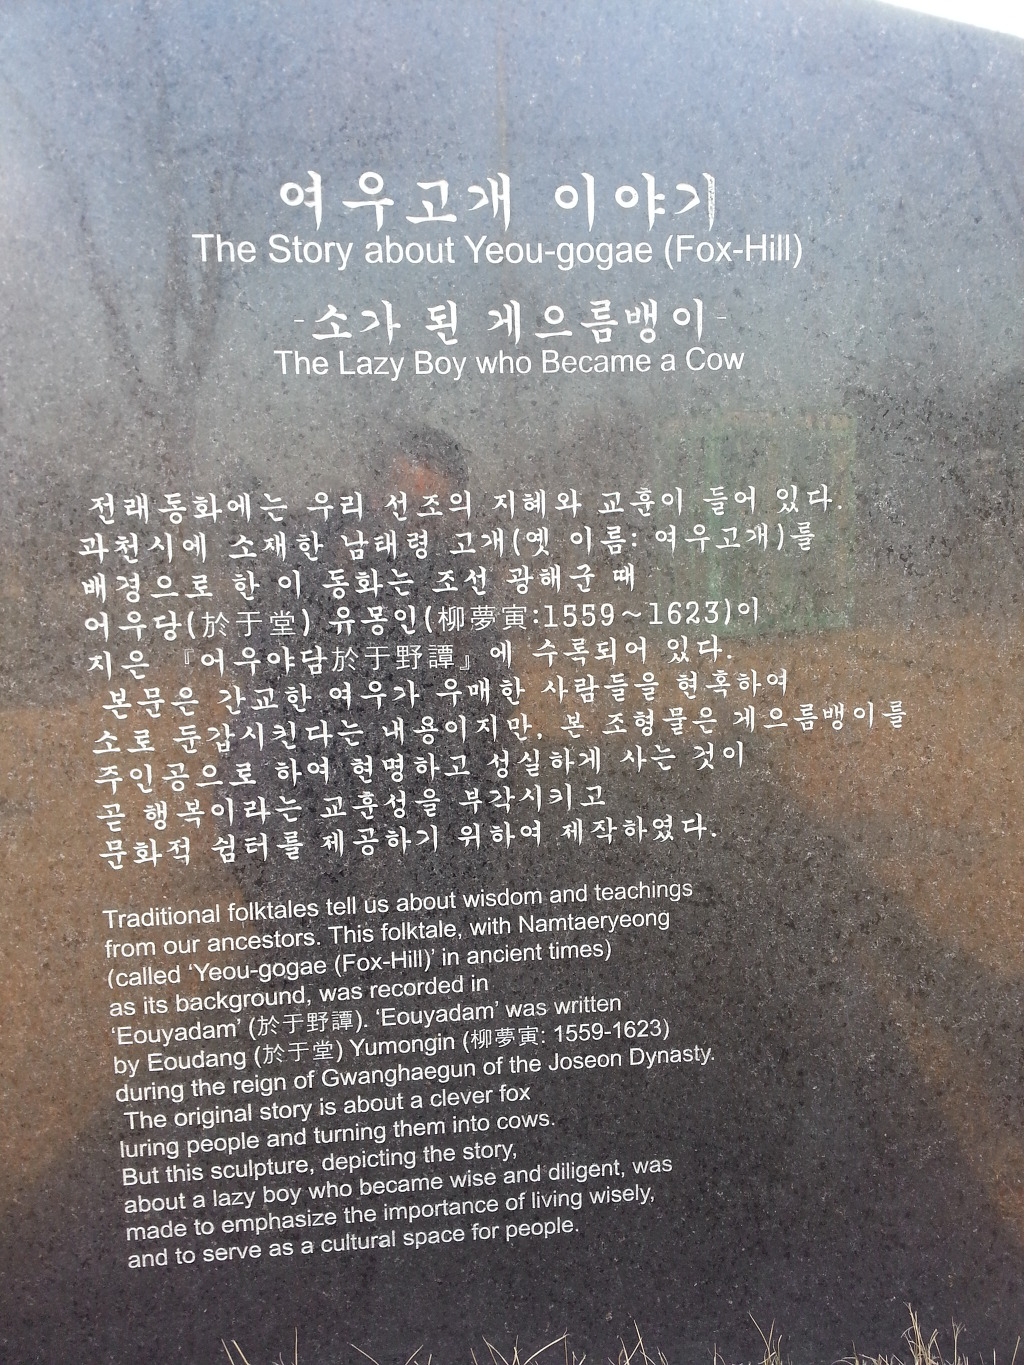 여우고개 이야기
The Story about Yeou-gogae (Fox-Hill)
-소가 된 게으름뱅이-
The Lazy Boy who Became a Cow
전래동화에는 우리 선조의 지혜와 교훈이 들어 있다.
과천시에 소재한 남태령 고개(옛 이름: 여우고개)를
배경으로 한 이 동화는 조선 광해군 때
어우당(於于堂) 유몽인(柳夢寅:1559~1623)이
지은 『어우야담於于野譚』에 수록되어 있다.
본문은 간교한 여우가 우매한 사람들을 현혹하여
소로 둔갑시킨다는 내용이지만, 본 조형물은 게으름뱅이를
주인공으로 하여 현명하고 성실하게 사는 것이
곧 행복이라는 교훈성을 부각시키고
문화적 쉼터를 제공하기 위하여 제작하였다.
Traditional folktales tell us about wisdom and teachings
from our ancestors. This folktale, with Namtaeryeong
(called ‘Yeou-gogae (Fox-Hill)’ in ancient times)
as its background, was recorded in
‘Eouyadam’ (於于野譚). ‘Eouyadam’ was written
by Eoudang (於于堂) Yumongin (柳夢寅: 1559-1623)
during the reign of Gwanghaegun of the Joseon Dynasty.
The original story is about a clever fox
luring people and turning them into cows.
But this sculpture, depicting the story,
about a lazy boy who became wise and diligent, was
made to emphasize the importance of living wisely,
and to serve as a cultural space for people.